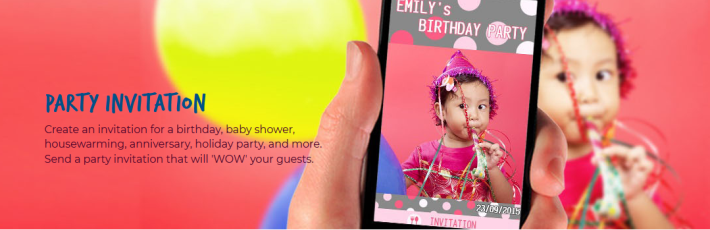 EMILY's
BIRTHDAY PARTY
PARTY INVITATION
Create an invitation for a birthday, baby shower,
housewarming, anniversary, holiday party, and more.
Send a party invitation that will 'WOW' your guests.
23/09/2015
INVITATION